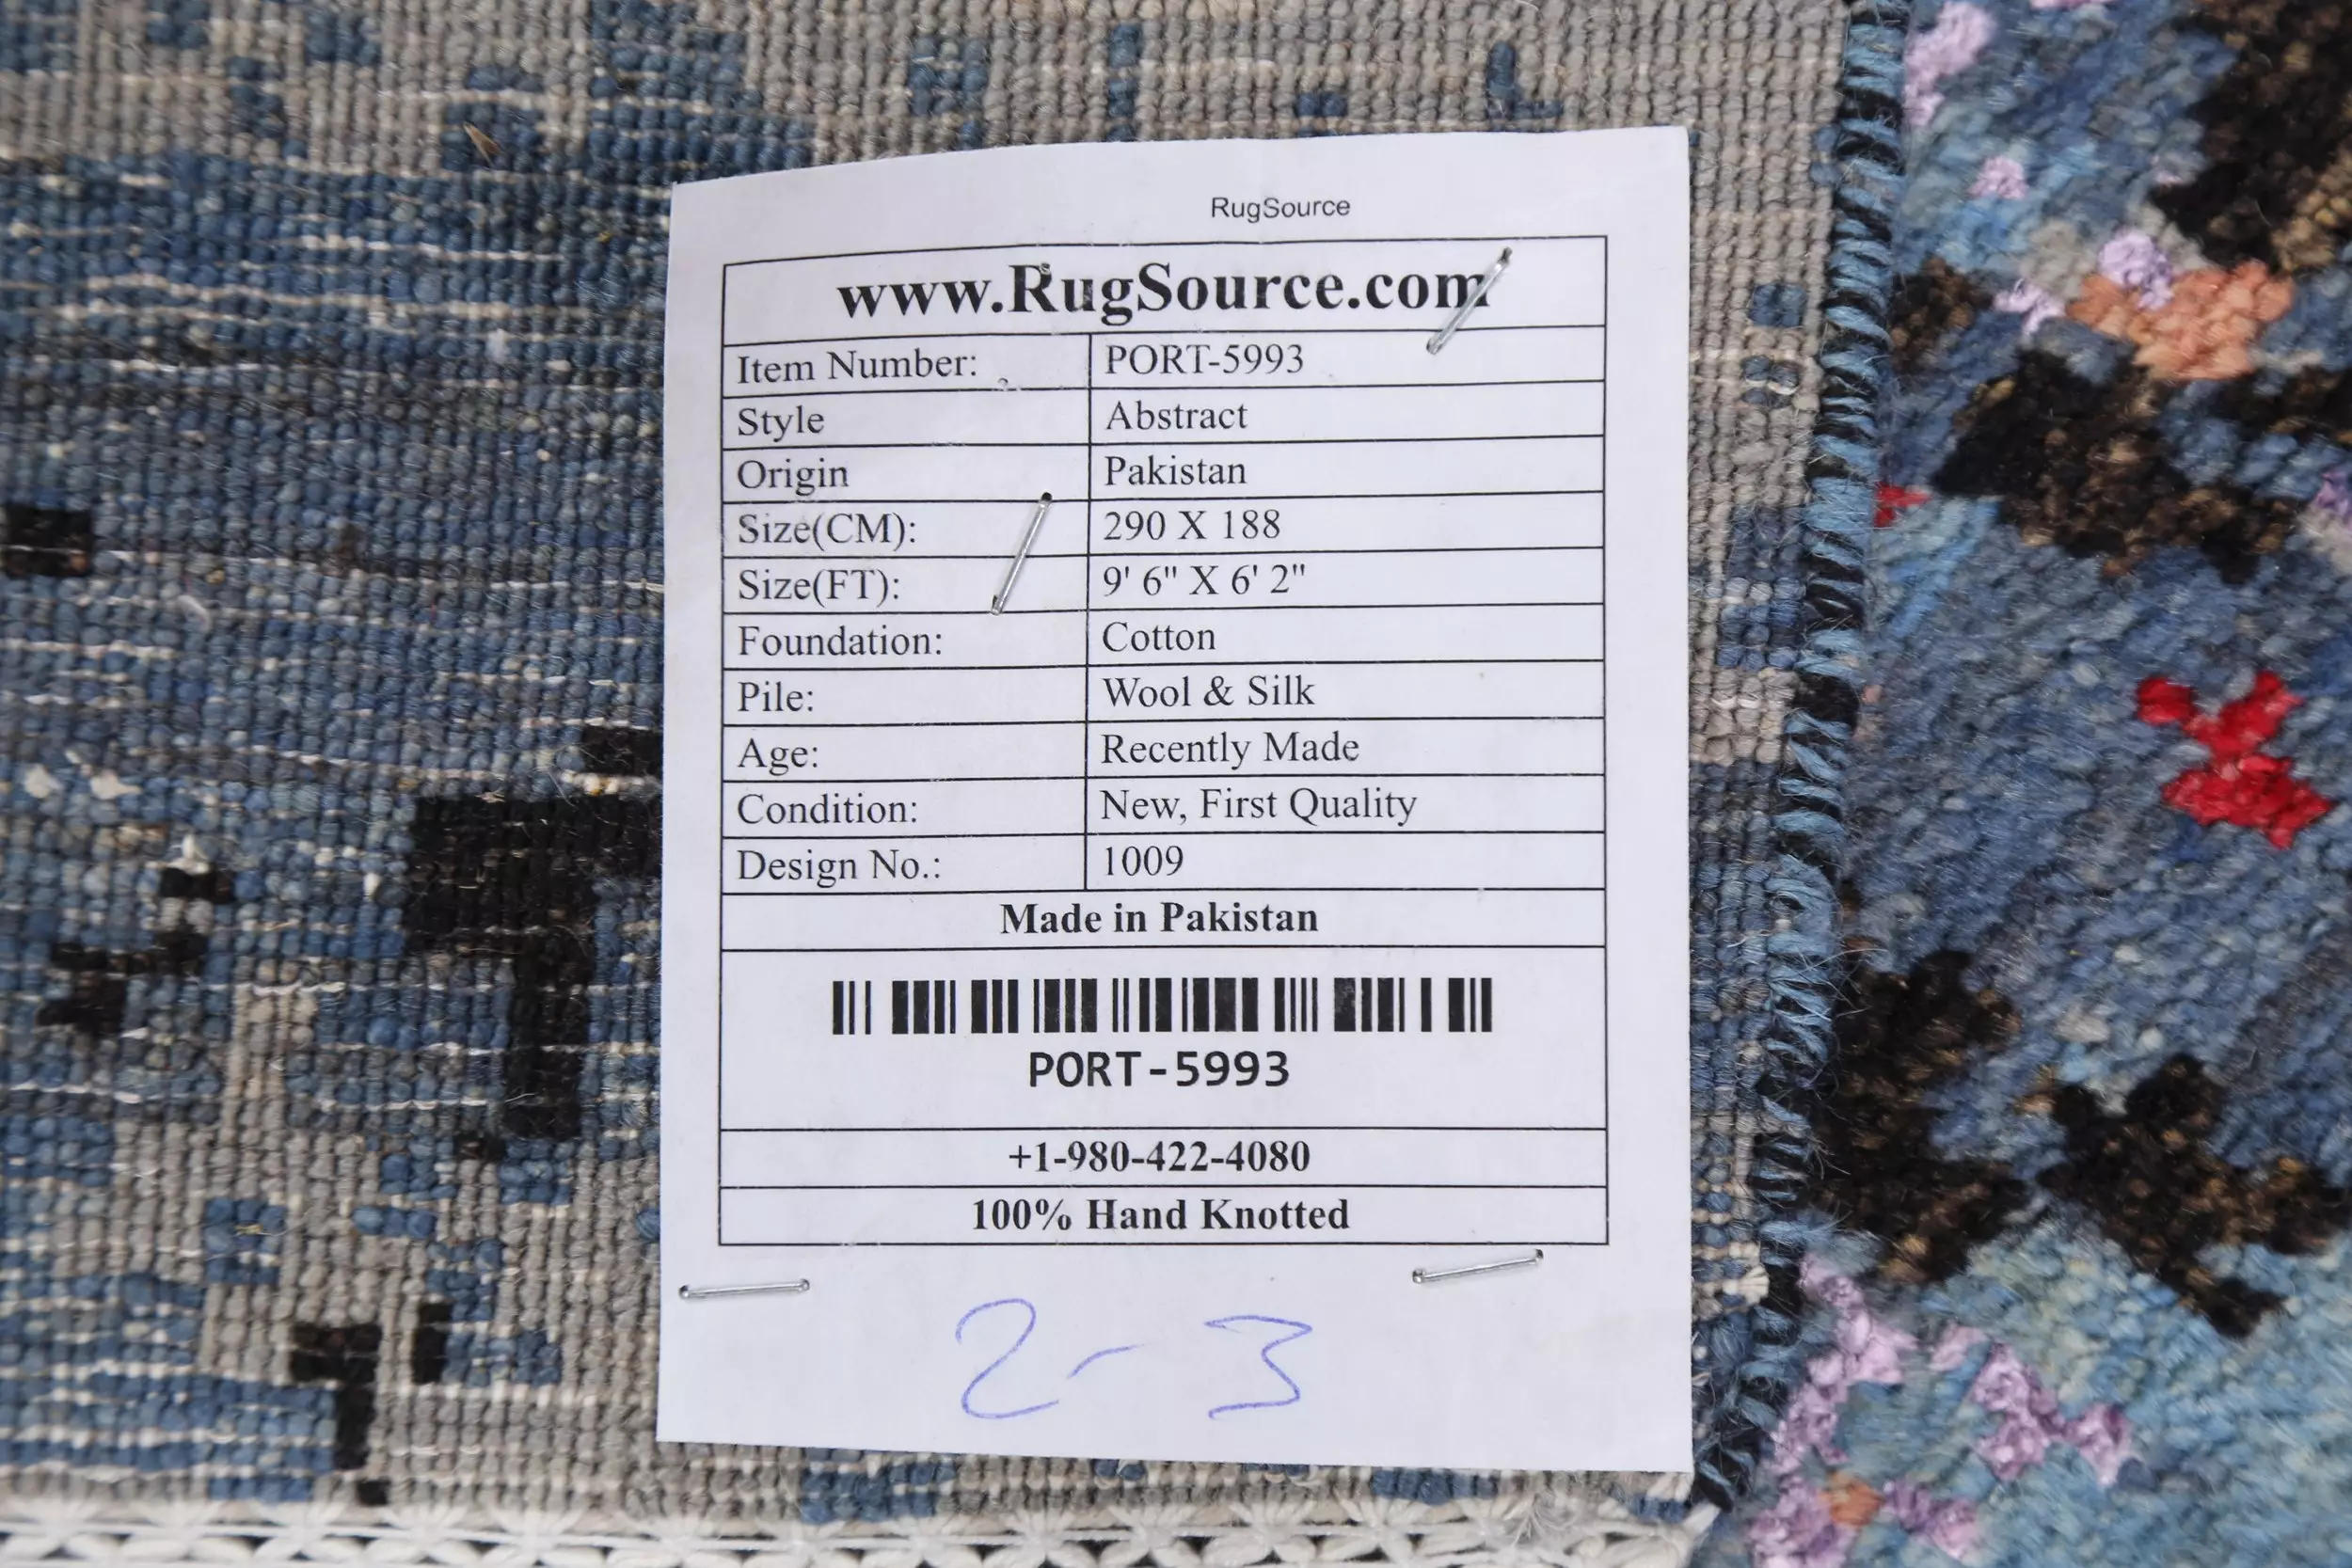 RugSource
www.RugSource.com
Item Number: PORT-5993
Style Abstract
Origin Pakistan
Size(CM): 290 X 188
Size(FT): 9' 6" X 6' 2"
Foundation: Cotton
Pile: Wool & Silk
Age: Recently Made
Condition: New, First Quality
Design No.: 1009
Made in Pakistan
PORT-5993
+1-980-422-4080
100% Hand Knotted
2-3